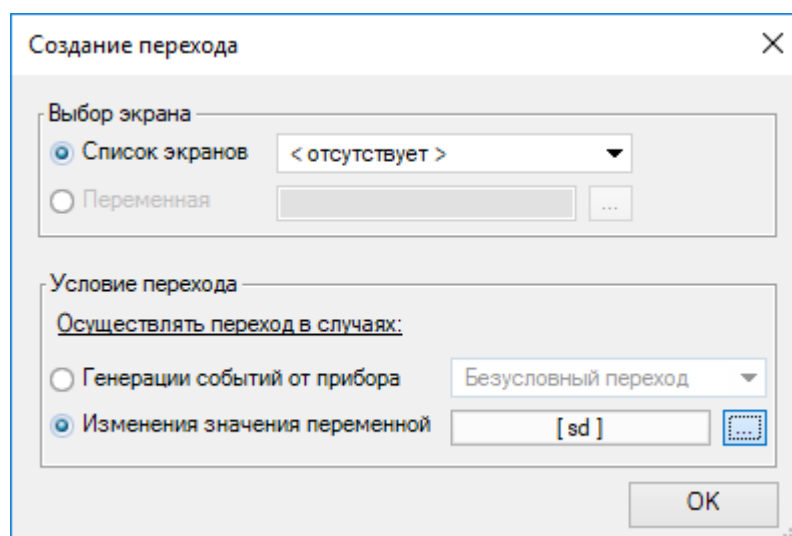 Создание перехода
Выбор экрана
Список экранов < отсутствует >
Переменная ...
Условие перехода
Осуществлять переход в случаях:
Генерации событий от прибора Безусловный переход
Изменения значения переменной [ sd ] ...
OK